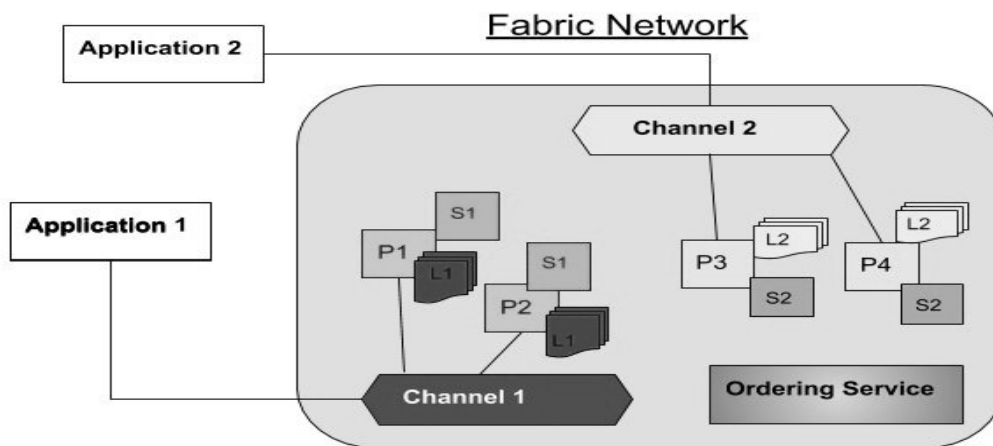 Fabric Network
Application 2
Channel 2
Application 1
S1
P1
L1
S1
P2
L1
L2
P3
S2
L2
P4
S2
Channel 1
Ordering Service